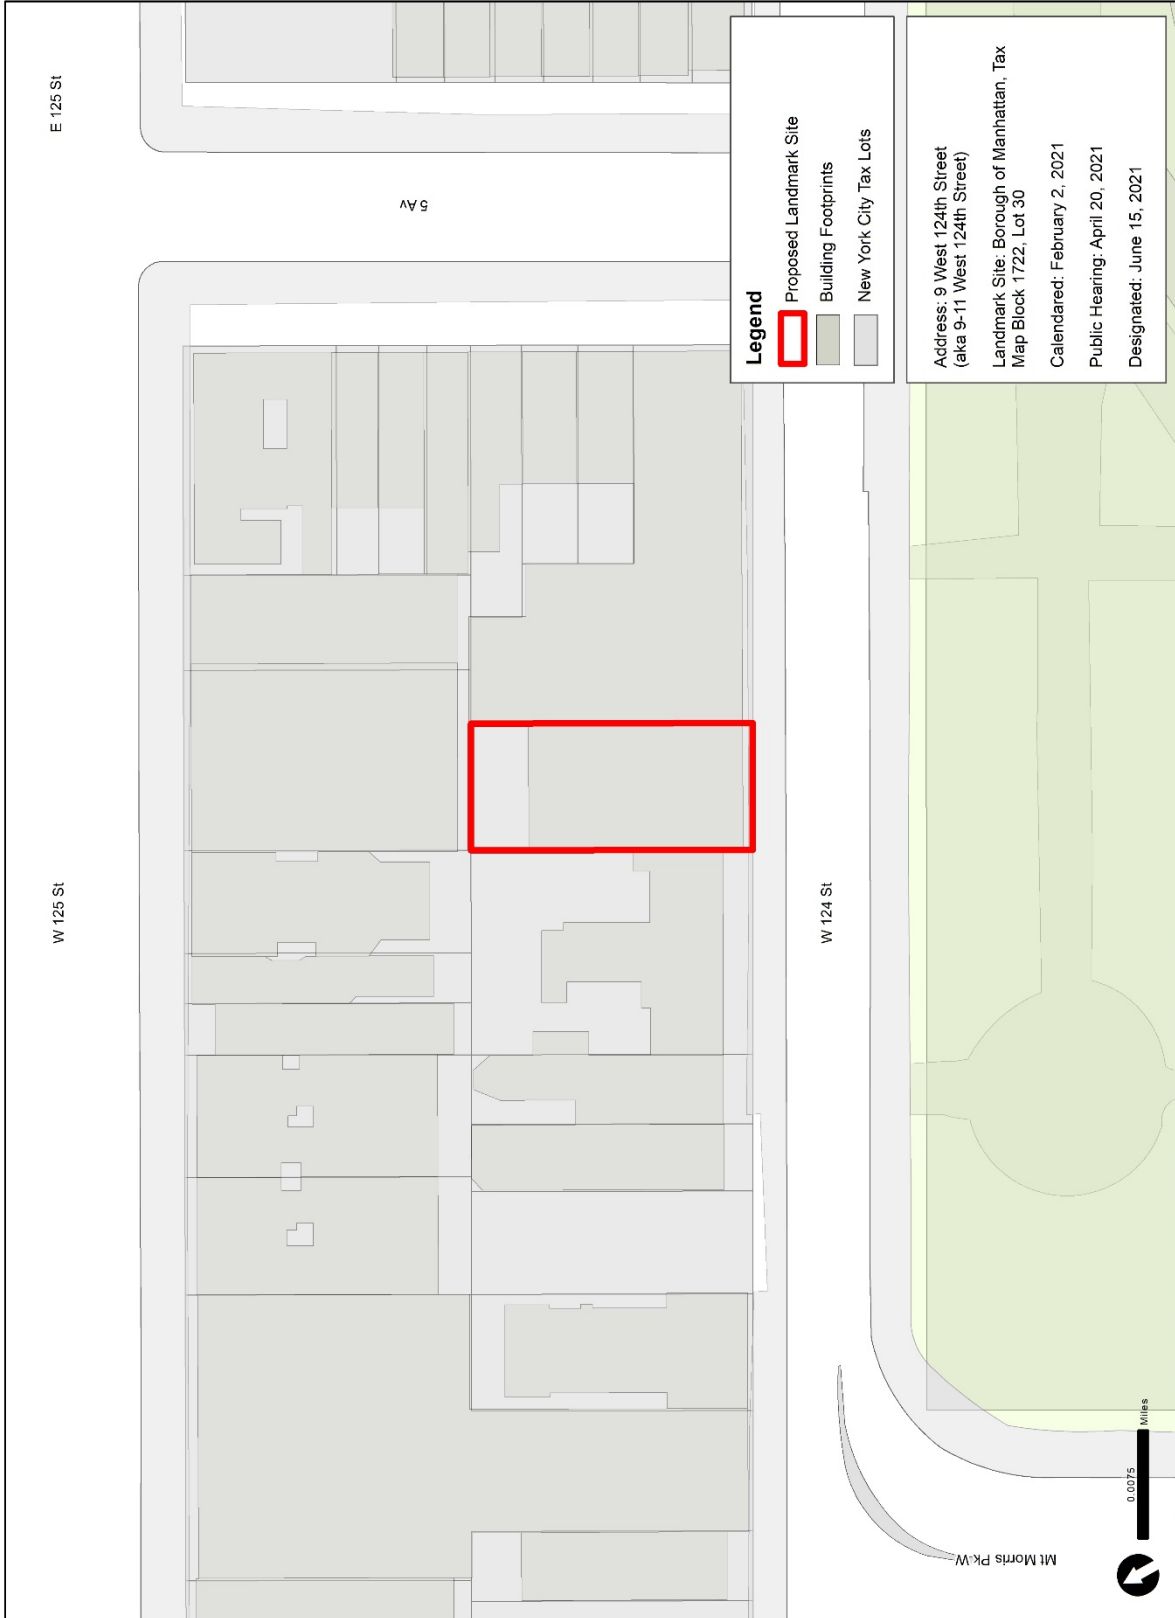 W 125 St
E 125 St
5 Av
W 124 St
Mt Morris Pk W
0.0075
Miles
Legend
Proposed Landmark Site
Building Footprints
New York City Tax Lots
Address: 9 West 124th Street
(aka 9-11 West 124th Street)
Landmark Site: Borough of Manhattan, Tax
Map Block 1722, Lot 30
Calendared: February 2, 2021
Public Hearing: April 20, 2021
Designated: June 15, 2021